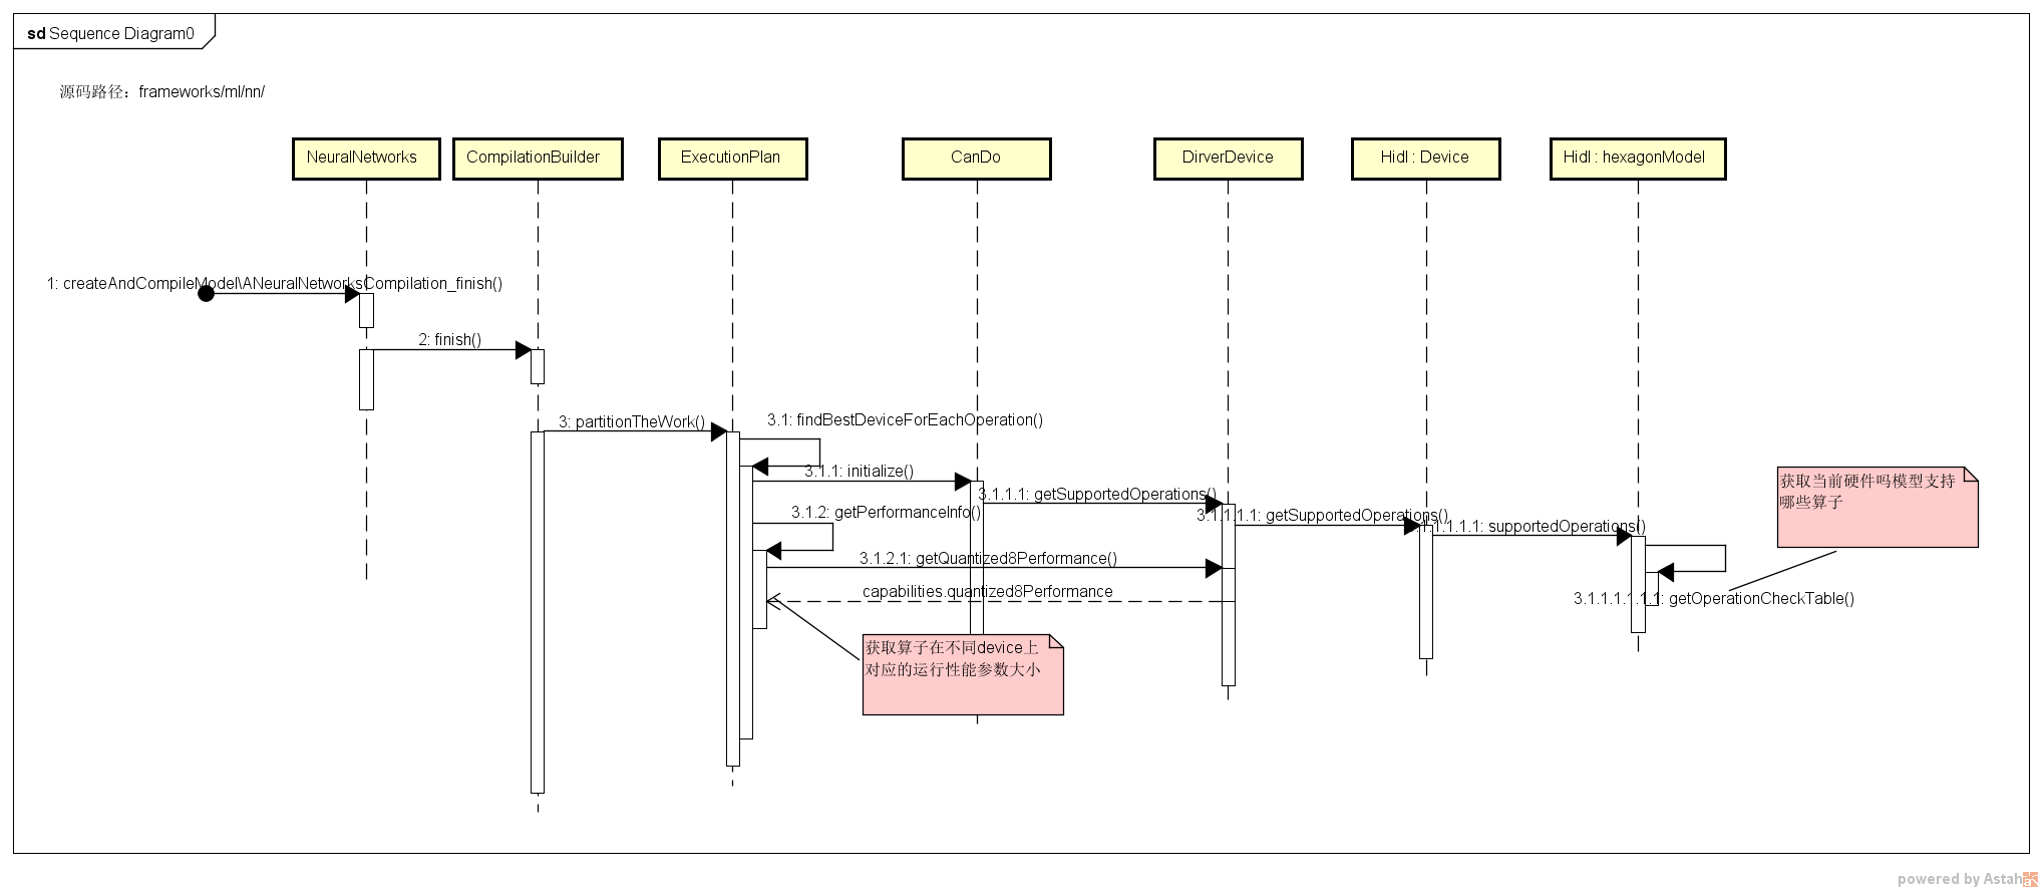 sd Sequence Diagram0
源码路径：frameworks/ml/nn/
NeuralNetworks
CompilationBuilder
ExecutionPlan
CanDo
DirverDevice
Hidl : Device
Hidl : hexagonModel
1: createAndCompileModel\ANeuralNetworksCompilation_finish()
2: finish()
3: partitionTheWork()
3.1: findBestDeviceForEachOperation()
3.1.1: initialize()
3.1.1.1: getSupportedOperations()
3.1.2: getPerformanceInfo()
3.1.1.1.1: getSupportedOperations()
3.1.1.1.1.1: supportedOperations()
获取当前硬件吗模型支持
哪些算子
3.1.2.1: getQuantized8Performance()
capabilities.quantized8Performance
3.1.1.1.1.1.1: getOperationCheckTable()
获取算子在不同device上
对应的运行性能参数大小
powered by Astah